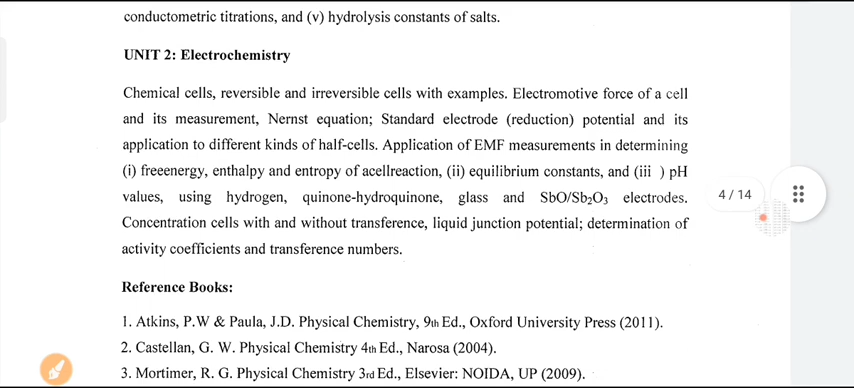 conductometric titrations, and (v) hydrolysis constants of salts.
UNIT 2: Electrochemistry
Chemical cells, reversible and irreversible cells with examples. Electromotive force of a cell
and its measurement, Nernst equation; Standard electrode (reduction) potential and its
application to different kinds of half-cells. Application of EMF measurements in determining
(i) freeenergy, enthalpy and entropy of acellreaction, (ii) equilibrium constants, and (iii ) pH
values, using hydrogen, quinone-hydroquinone, glass and SbO/Sb₂O₃ electrodes.
Concentration cells with and without transference, liquid junction potential; determination of
activity coefficients and transference numbers.
Reference Books:
1. Atkins, P.W & Paula, J.D. Physical Chemistry, 9th Ed., Oxford University Press (2011).
2. Castellan, G. W. Physical Chemistry 4th Ed., Narosa (2004).
3. Mortimer, R. G. Physical Chemistry 3rd Ed., Elsevier: NOIDA, UP (2009).
4 / 14